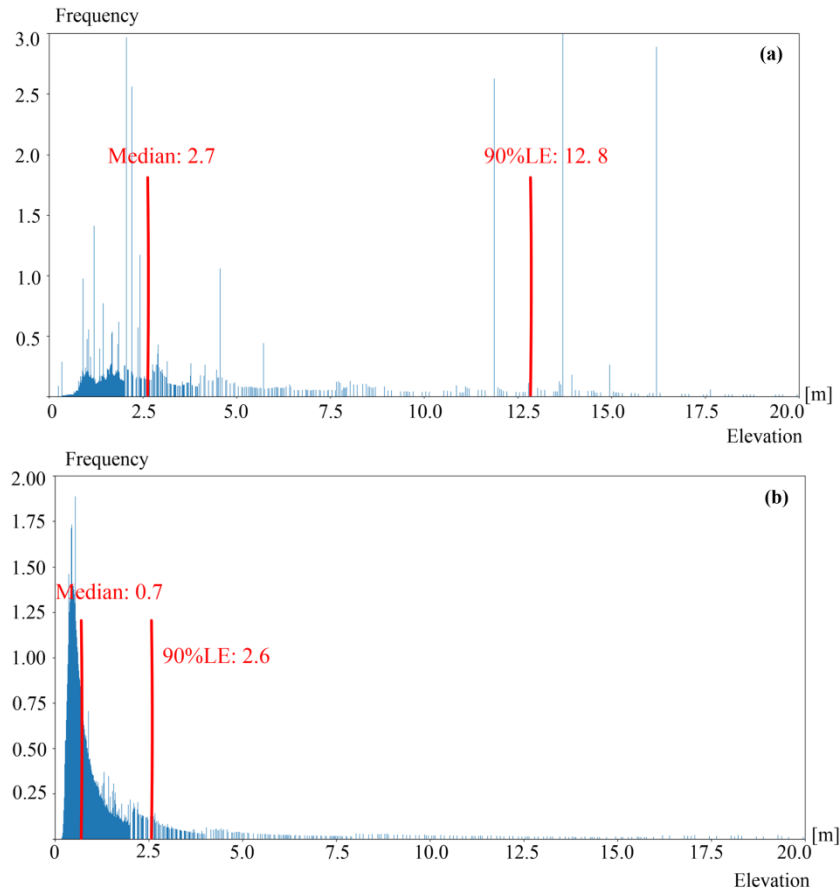 Frequency
3.0
(a)
2.5
2.0
Median: 2.7
90%LE: 12. 8
1.5
1.0
0.5
0
2.5
5.0
7.5
10.0
12.5
15.0
17.5
20.0
[m]
Elevation
Frequency
2.00
(b)
1.75
1.50
Median: 0.7
1.25
90%LE: 2.6
1.00
0.75
0.50
0.25
0
2.5
5.0
7.5
10.0
12.5
15.0
17.5
20.0
[m]
Elevation